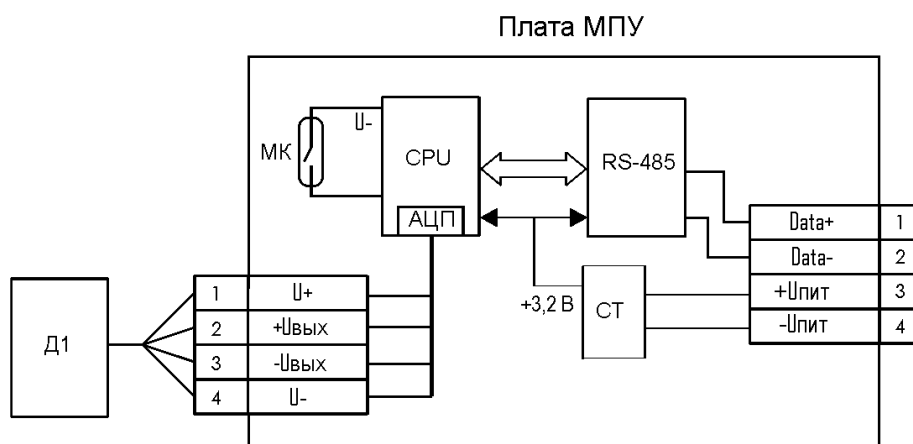 Плата МПУ
U-
МК
CPU
RS-485
АЦП
Data+ 1
Data- 2
+Uпит 3
-Uпит 4
+3,2 В
СТ
Д1
1 U+
2 +Uвых
3 -Uвых
4 U-